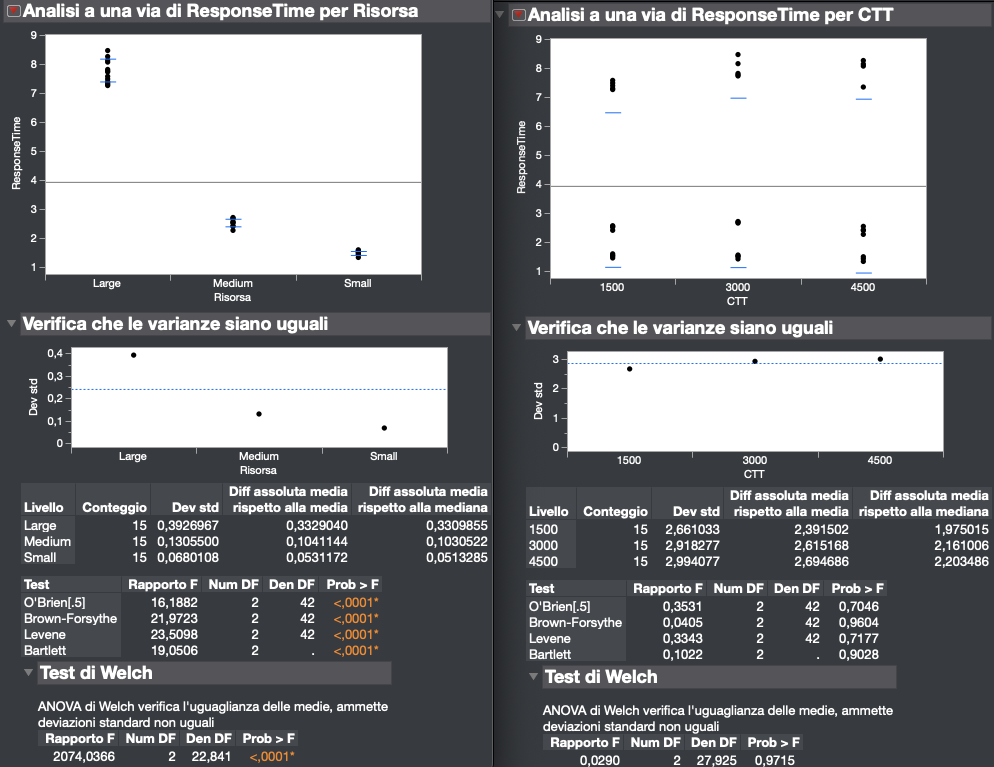 Analisi a una via di ResponseTime per Risorsa
9
8
7
6
5
4
3
2
1
ResponseTime
Large Medium Small
Risorsa
Verifica che le varianze siano uguali
0,4
0,3
0,2
0,1
0
Dev std
Large Medium Small
Risorsa
Diff assoluta media Diff assoluta media
Livello Conteggio Dev std rispetto alla media rispetto alla mediana
Large 15 0,3926967 0,3329040 0,3309855
Medium 15 0,1305500 0,1041144 0,1030522
Small 15 0,0680108 0,0531172 0,0513285
Test Rapporto F Num DF Den DF Prob > F
O'Brien[.5] 16,1882 2 42 <,0001*
Brown-Forsythe 21,9723 2 42 <,0001*
Levene 23,5098 2 42 <,0001*
Bartlett 19,0506 2 . <,0001*
Test di Welch
ANOVA di Welch verifica l'uguaglianza delle medie, ammette
deviazioni standard non uguali
Rapporto F Num DF Den DF Prob > F
2074,0366 2 22,841 <,0001*
Analisi a una via di ResponseTime per CTT
9
8
7
6
5
4
3
2
1
ResponseTime
1500 3000 4500
CTT
Verifica che le varianze siano uguali
3
2
1
0
Dev std
1500 3000 4500
CTT
Diff assoluta media Diff assoluta media
Livello Conteggio Dev std rispetto alla media rispetto alla mediana
1500 15 2,661033 2,391502 1,975015
3000 15 2,918277 2,615168 2,161006
4500 15 2,994077 2,694686 2,203486
Test Rapporto F Num DF Den DF Prob > F
O'Brien[.5] 0,3531 2 42 0,7046
Brown-Forsythe 0,0405 2 42 0,9604
Levene 0,3343 2 42 0,7177
Bartlett 0,1022 2 . 0,9028
Test di Welch
ANOVA di Welch verifica l'uguaglianza delle medie, ammette
deviazioni standard non uguali
Rapporto F Num DF Den DF Prob > F
0,0290 2 27,925 0,9715